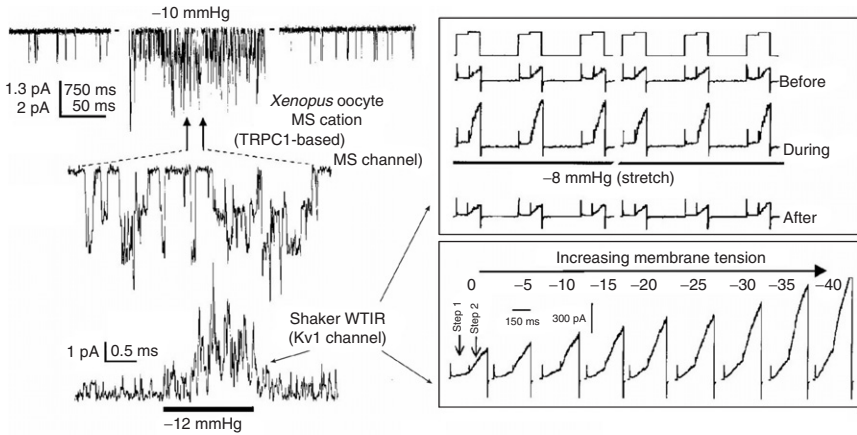 −10 mmHg
1.3 pA
750 ms
2 pA
50 ms
Xenopus oocyte
MS cation
(TRPC1-based)
MS channel)
Shaker WTIR
(Kv1 channel)
1 pA
0.5 ms
−12 mmHg
Before
During
−8 mmHg (stretch)
After
Increasing membrane tension
0 −5 −10 −15 −20 −25 −30 −35 −40
Step 1
Step 2
150 ms
300 pA